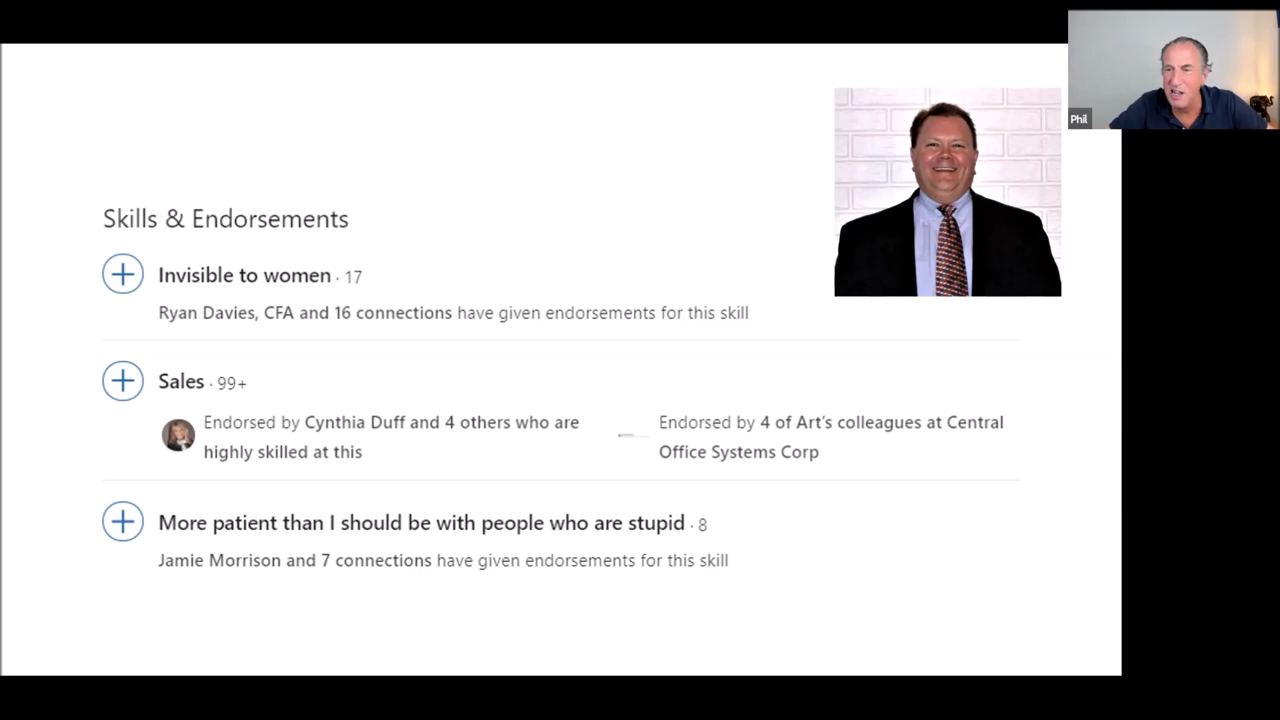 Phil
Skills & Endorsements
Invisible to women · 17
Ryan Davies, CFA and 16 connections have given endorsements for this skill
Sales · 99+
Endorsed by Cynthia Duff and 4 others who are
highly skilled at this
Endorsed by 4 of Art’s colleagues at Central
Office Systems Corp
More patient than I should be with people who are stupid · 8
Jamie Morrison and 7 connections have given endorsements for this skill